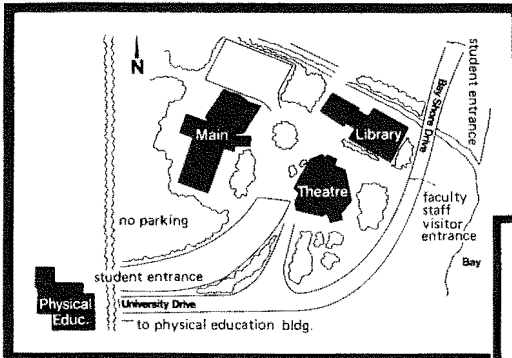 N
student entrance
Bay Shore Drive
Main
Library
Theatre
faculty
staff
visitor
entrance
no parking
Bay
student entrance
Physical
Educ.
University Drive
to physical education bldg.